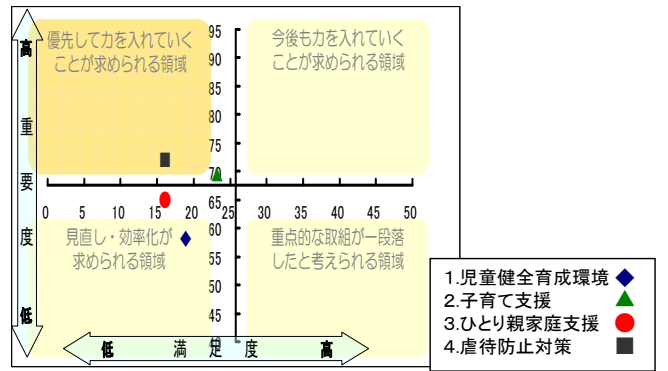 優先して力を入れていく
ことが求められる領域
今後も力を入れていく
ことが求められる領域
高
重
要
度
低
95
90
85
80
75
70
65
60
55
50
45
40
0 5 10 15 20 25 30 35 40 45 50
見直し・効率化が
求められる領域
重点的な取組が一段落
したと考えられる領域
低 満 足 度 高
1.児童健全育成環境
2.子育て支援
3.ひとり親家庭支援
4.虐待防止対策